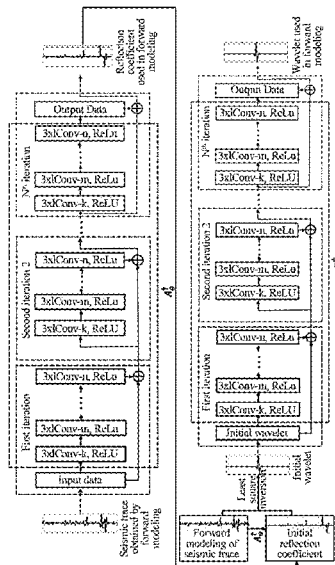 Reflection
coefficient
used in forward
modeling
Output Data
3x1Conv-n, ReLu
3x1Conv-m, ReLu
3x1Conv-k, ReLU
Nth iteration
3x1Conv-n, ReLu
3x1Conv-m, ReLu
3x1Conv-k, ReLU
Second iteration 2
3x1Conv-n, ReLu
3x1Conv-m, ReLu
3x1Conv-k, ReLU
First iteration
Input data
Seismic trace
obtained by
forward
modeling
Wavelet used
in forward
modeling
Output Data
3x1Conv-n, ReLu
3x1Conv-m, ReLu
3x1Conv-k, ReLU
Nth iteration
3x1Conv-n, ReLu
3x1Conv-m, ReLu
3x1Conv-k, ReLU
Second iteration 2
3x1Conv-n, ReLu
3x1Conv-m, ReLu
3x1Conv-k, ReLU
First iteration
Initial wavelet
Least
square
inversion
Initial
wavelet
Forward
modeling of
seismic trace
Initial
reflection
coefficient